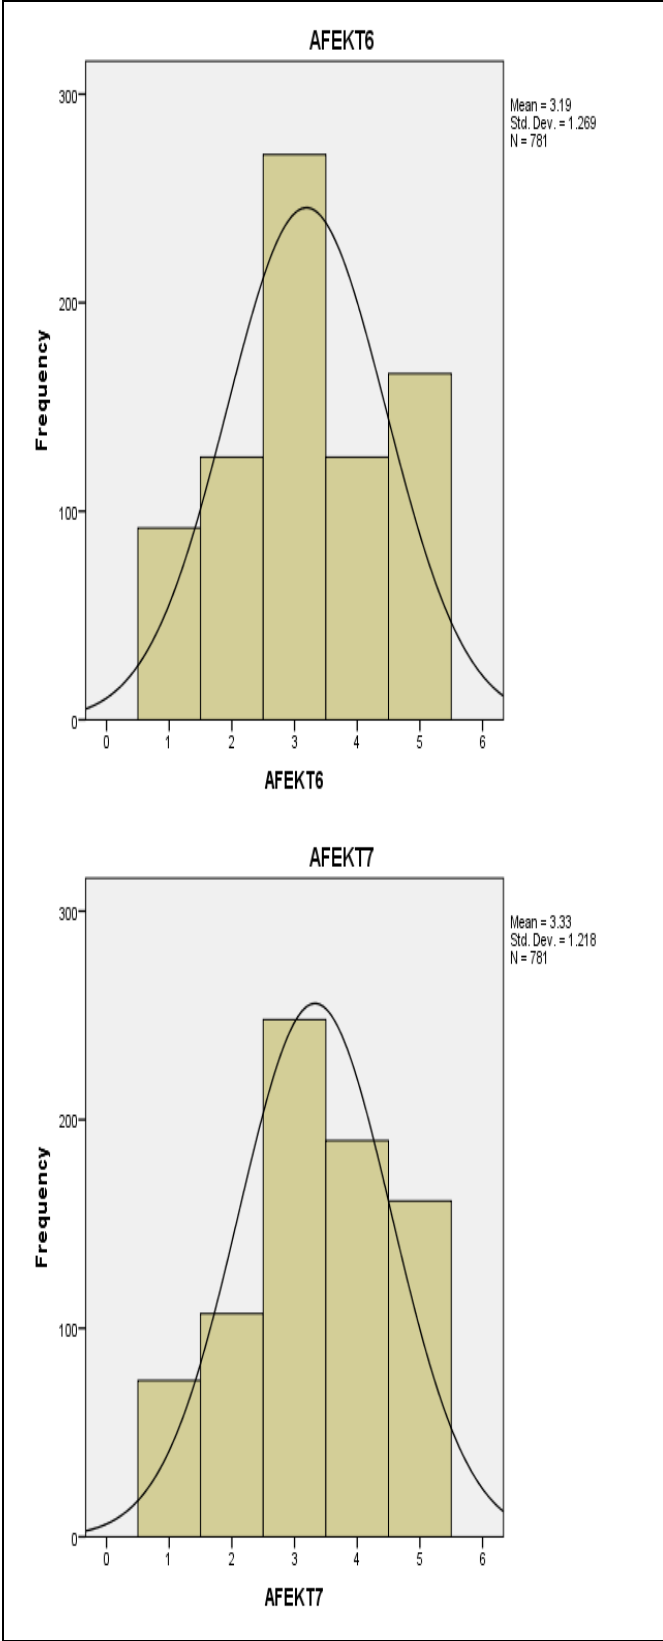 AFEKT6
Mean = 3.19
Std. Dev. = 1.269
N = 781
300
200
100
0
Frequency
0 1 2 3 4 5 6
AFEKT6
AFEKT7
Mean = 3.33
Std. Dev. = 1.218
N = 781
300
200
100
0
Frequency
0 1 2 3 4 5 6
AFEKT7